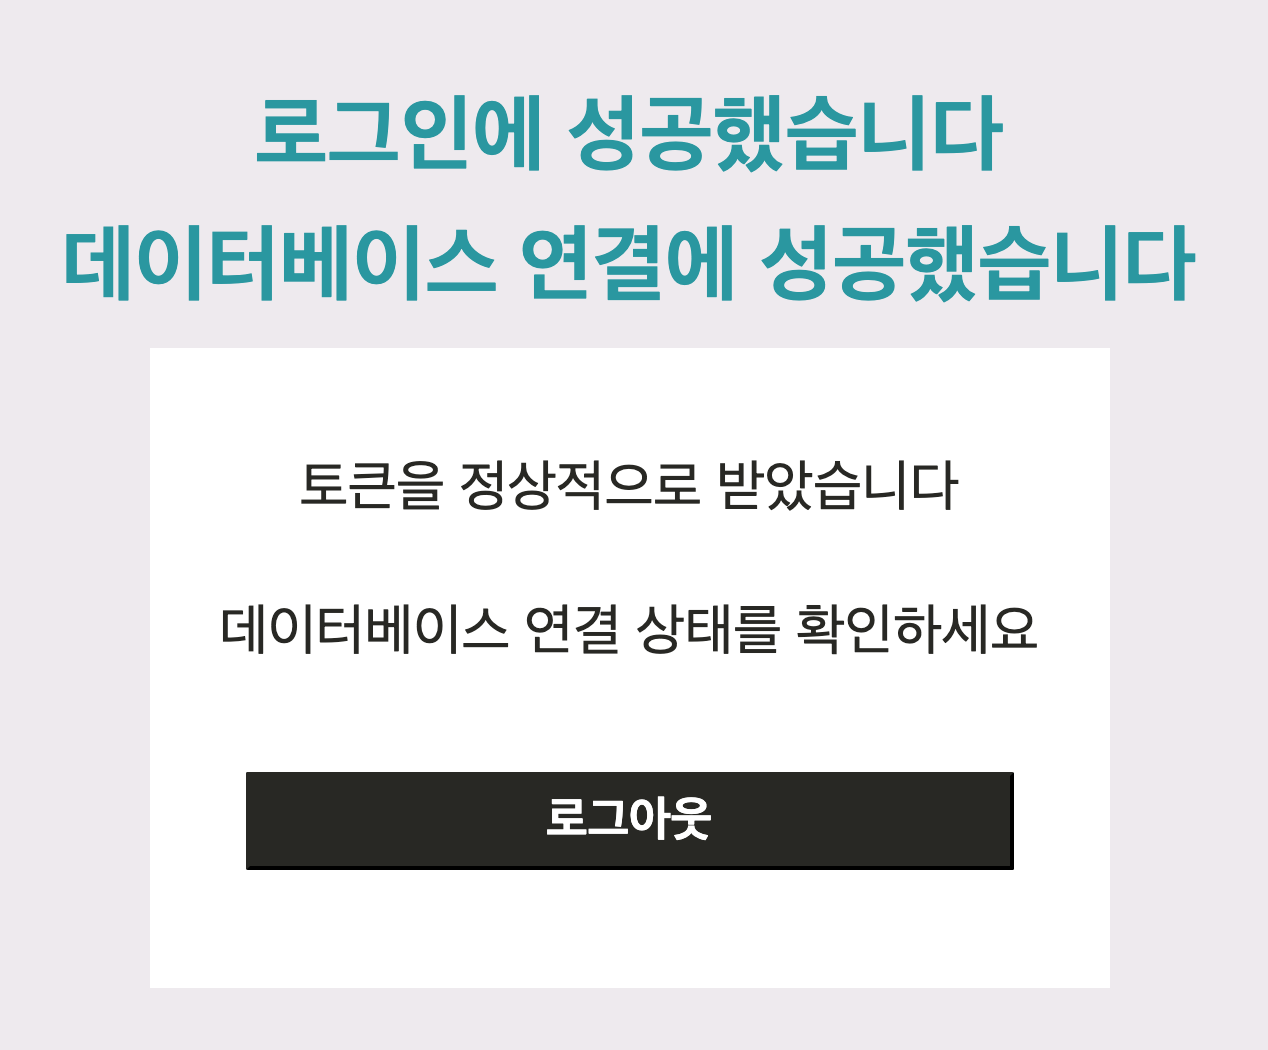 로그인에 성공했습니다
데이터베이스 연결에 성공했습니다
토큰을 정상적으로 받았습니다
데이터베이스 연결 상태를 확인하세요
로그아웃